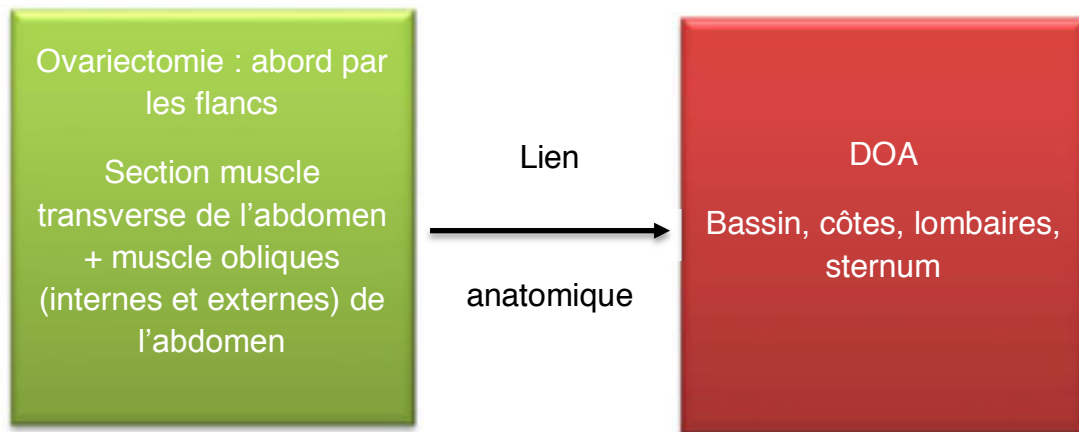 Ovariectomie : abord par
les flancs
Section muscle
transverse de l'abdomen
+ muscle obliques
(internes et externes) de
l'abdomen
Lien
anatomique
DOA
Bassin, côtes, lombaires,
sternum